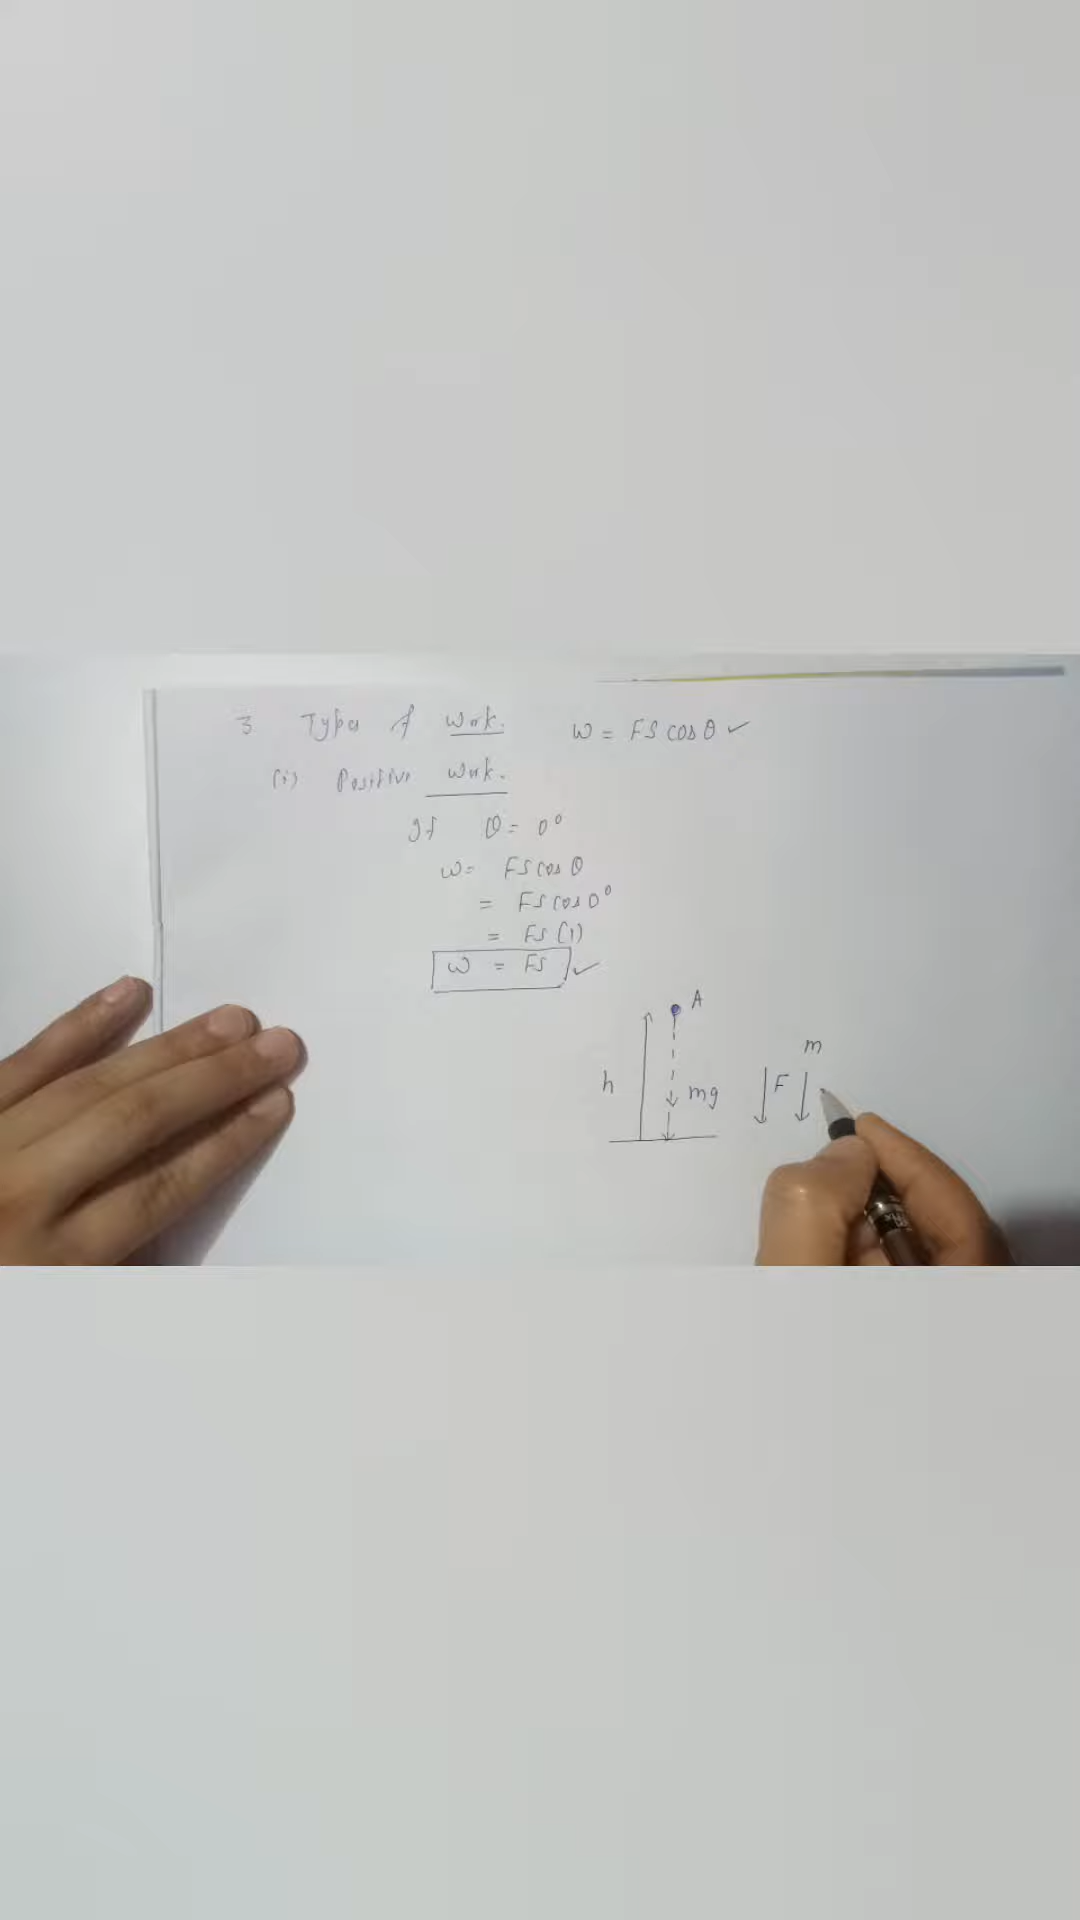 3 Types of Work. W = FS cos θ ✓
(i) Positive Work.
If θ = 0°
W = FS cos θ
= FS cos 0°
= FS (1)
W = FS ✓
A
m
h mg F